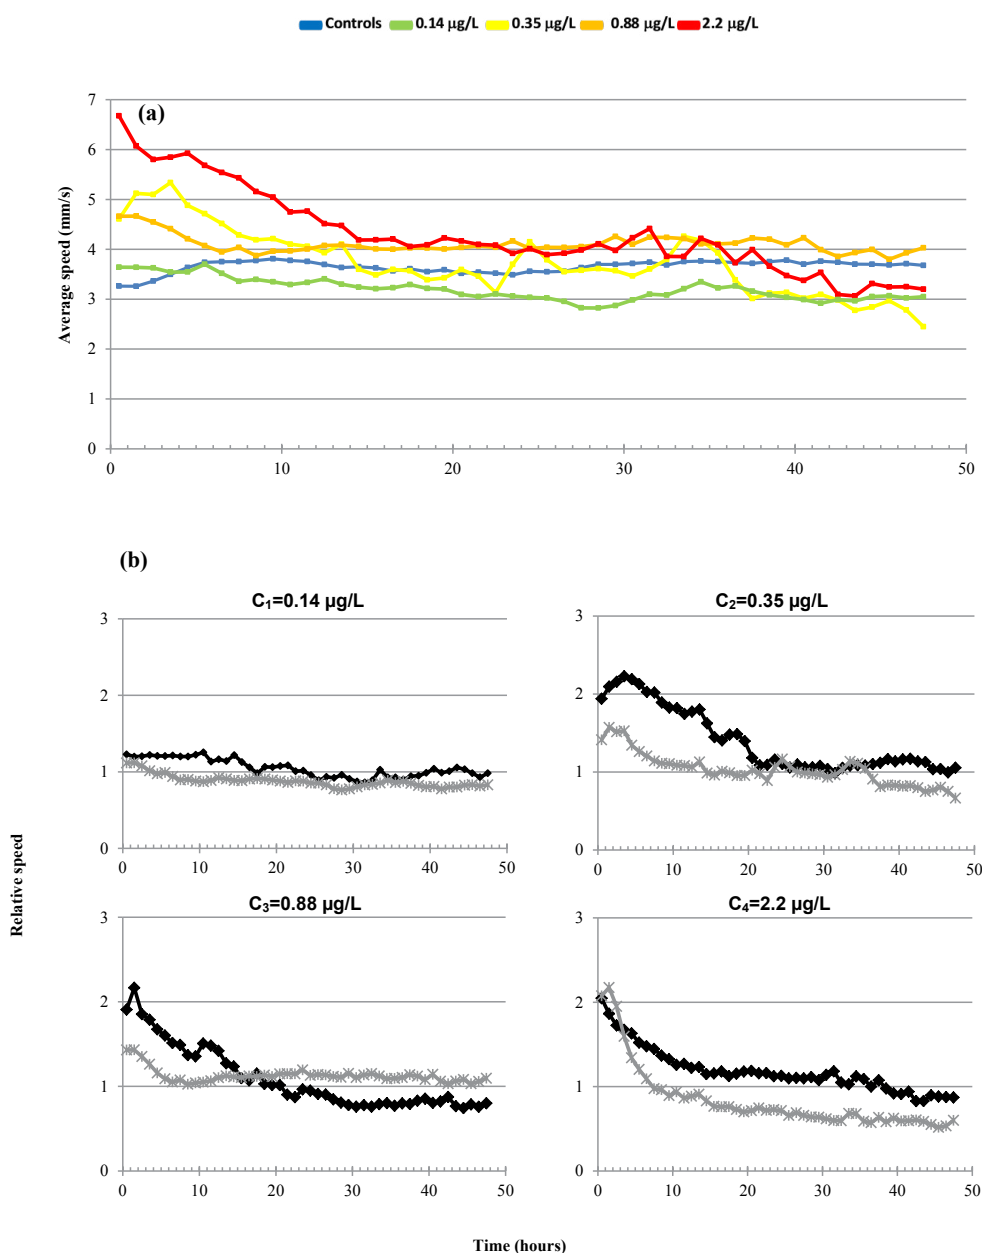 Controls 0.14 µg/L 0.35 µg/L 0.88 µg/L 2.2 µg/L
(a)
Average speed (mm/s)
7
6
5
4
3
2
1
0
0 10 20 30 40 50
(b)
Relative speed
C₁=0.14 µg/L
3
2
1
0
0 10 20 30 40 50
C₂=0.35 µg/L
3
2
1
0
0 10 20 30 40 50
C₃=0.88 µg/L
3
2
1
0
0 10 20 30 40 50
C₄=2.2 µg/L
3
2
1
0
0 10 20 30 40 50
Time (hours)